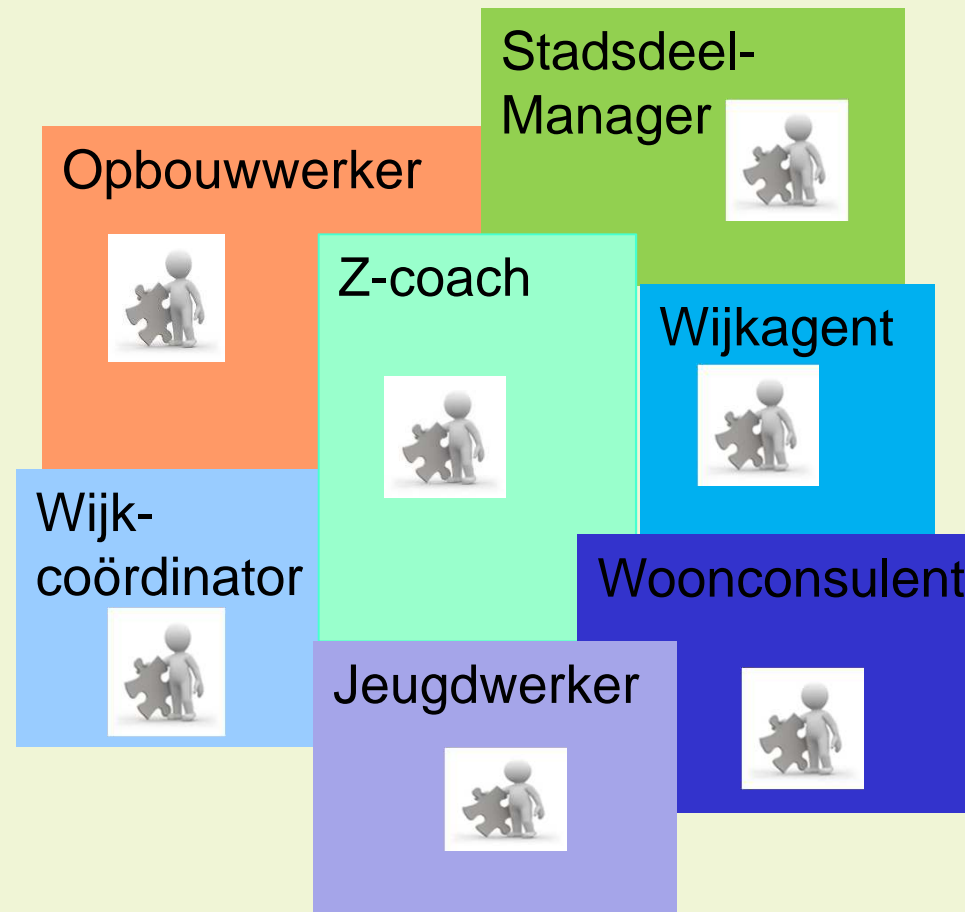 Stadsdeel-
Manager
Opbouwwerker
Z-coach
Wijkagent
Wijk-
coördinator
Woonconsulent
Jeugdwerker